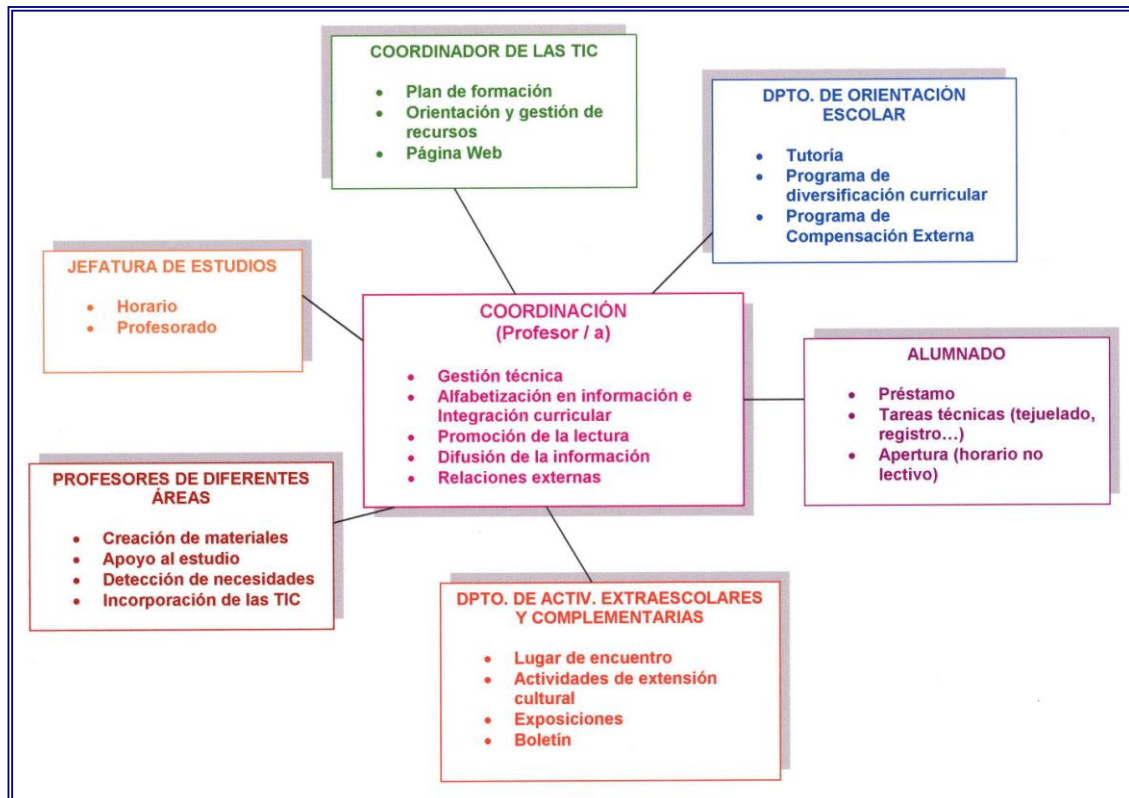 COORDINADOR DE LAS TIC
• Plan de formación
• Orientación y gestión de
recursos
• Página Web
DPTO. DE ORIENTACIÓN
ESCOLAR
• Tutoría
• Programa de
diversificación curricular
• Programa de
Compensación Externa
JEFATURA DE ESTUDIOS
• Horario
• Profesorado
COORDINACIÓN
(Profesor / a)
• Gestión técnica
• Alfabetización en información e
Integración curricular
• Promoción de la lectura
• Difusión de la información
• Relaciones externas
ALUMNADO
• Préstamo
• Tareas técnicas (tejuelado,
registro...)
• Apertura (horario no
lectivo)
PROFESORES DE DIFERENTES
ÁREAS
• Creación de materiales
• Apoyo al estudio
• Detección de necesidades
• Incorporación de las TIC
DPTO. DE ACTIV. EXTRAESCOLARES
Y COMPLEMENTARIAS
• Lugar de encuentro
• Actividades de extensión
cultural
• Exposiciones
• Boletín